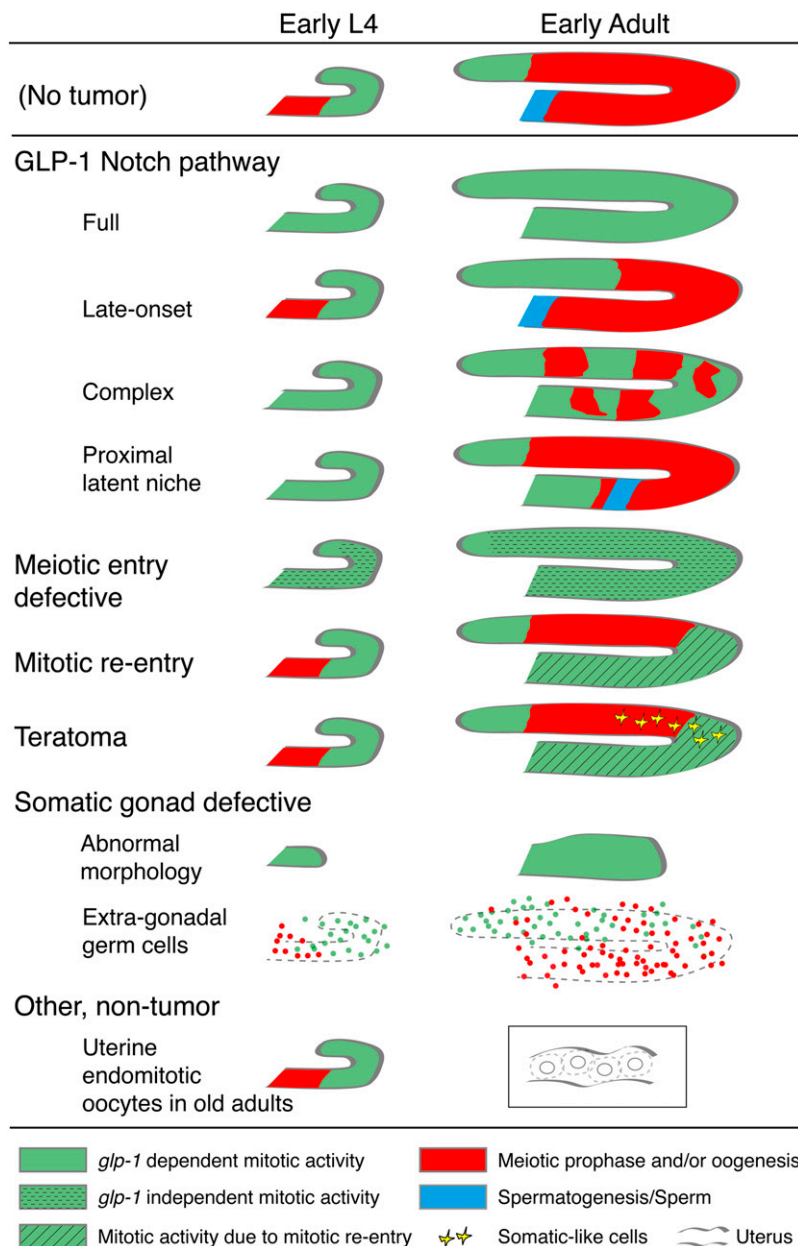 Early L4 Early Adult
(No tumor)
GLP-1 Notch pathway
Full
Late-onset
Complex
Proximal
latent niche
Meiotic entry
defective
Mitotic re-entry
Teratoma
Somatic gonad defective
Abnormal
morphology
Extra-gonadal
germ cells
Other, non-tumor
Uterine
endomitotic
oocytes in old adults
glp-1 dependent mitotic activity Meiotic prophase and/or oogenesis
glp-1 independent mitotic activity Spermatogenesis/Sperm
Mitotic activity due to mitotic re-entry Somatic-like cells Uterus